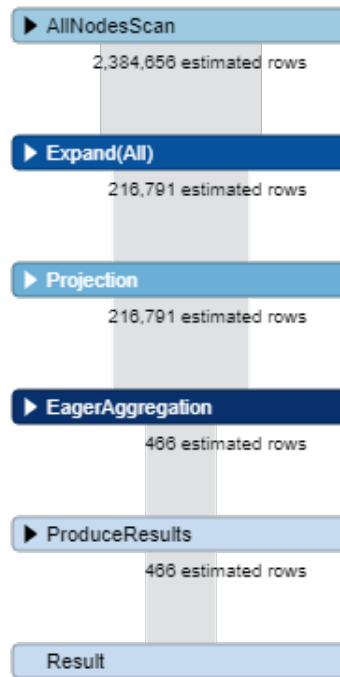 AllNodesScan
2,384,656 estimated rows
Expand(All)
216,791 estimated rows
Projection
216,791 estimated rows
EagerAggregation
466 estimated rows
ProduceResults
466 estimated rows
Result